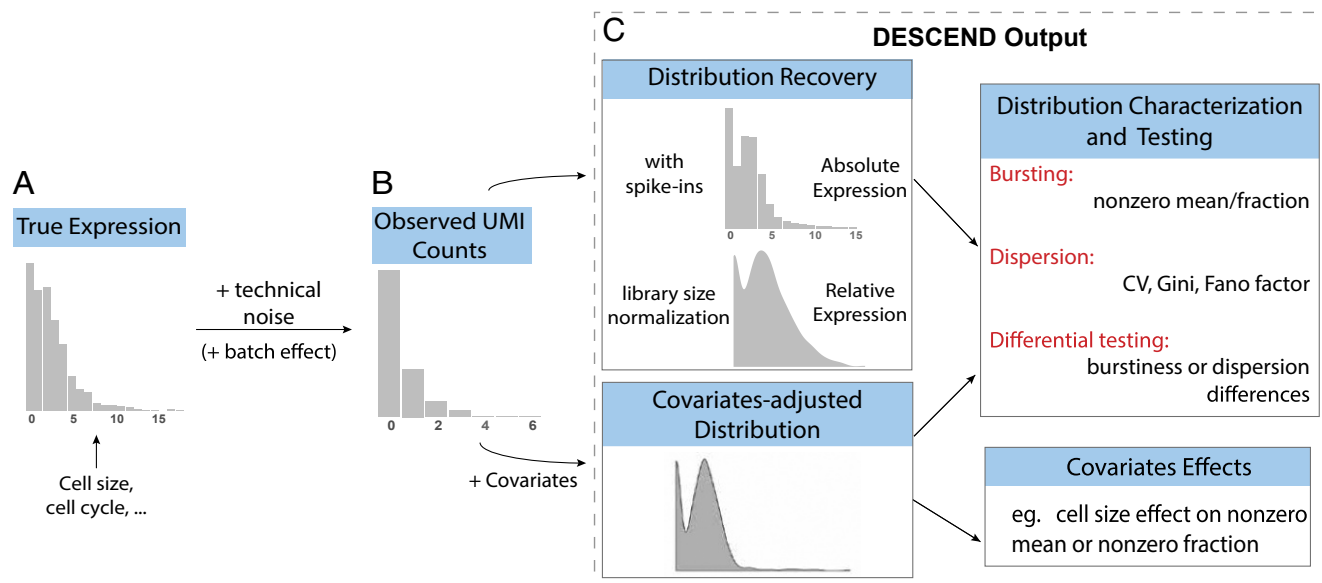 A
True Expression
0 5 10 15
Cell size,
cell cycle, ...
+ technical
noise
(+ batch effect)
B
Observed UMI
Counts
0 2 4 6
+ Covariates
C
DESCEND Output
Distribution Recovery
with
spike-ins
Absolute
Expression
0 5 10 15
library size
normalization
Relative
Expression
Covariates-adjusted
Distribution
Distribution Characterization
and Testing
Bursting:
nonzero mean/fraction
Dispersion:
CV, Gini, Fano factor
Differential testing:
burstiness or dispersion
differences
Covariates Effects
eg. cell size effect on nonzero
mean or nonzero fraction